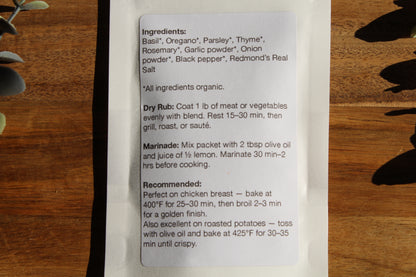 Ingredients:
Basil*, Oregano*, Parsley*, Thyme*,
Rosemary*, Garlic powder*, Onion
powder*, Black pepper*, Redmond's Real
Salt
*All ingredients organic.
Dry Rub: Coat 1 lb of meat or vegetables
evenly with blend. Rest 15–30 min, then
grill, roast, or sauté.
Marinade: Mix packet with 2 tbsp olive oil
and juice of ½ lemon. Marinate 30 min–2
hrs before cooking.
Recommended:
Perfect on chicken breast — bake at
400°F for 25–30 min, then broil 2–3 min
for a golden finish.
Also excellent on roasted potatoes — toss
with olive oil and bake at 425°F for 30–35
min until crispy.